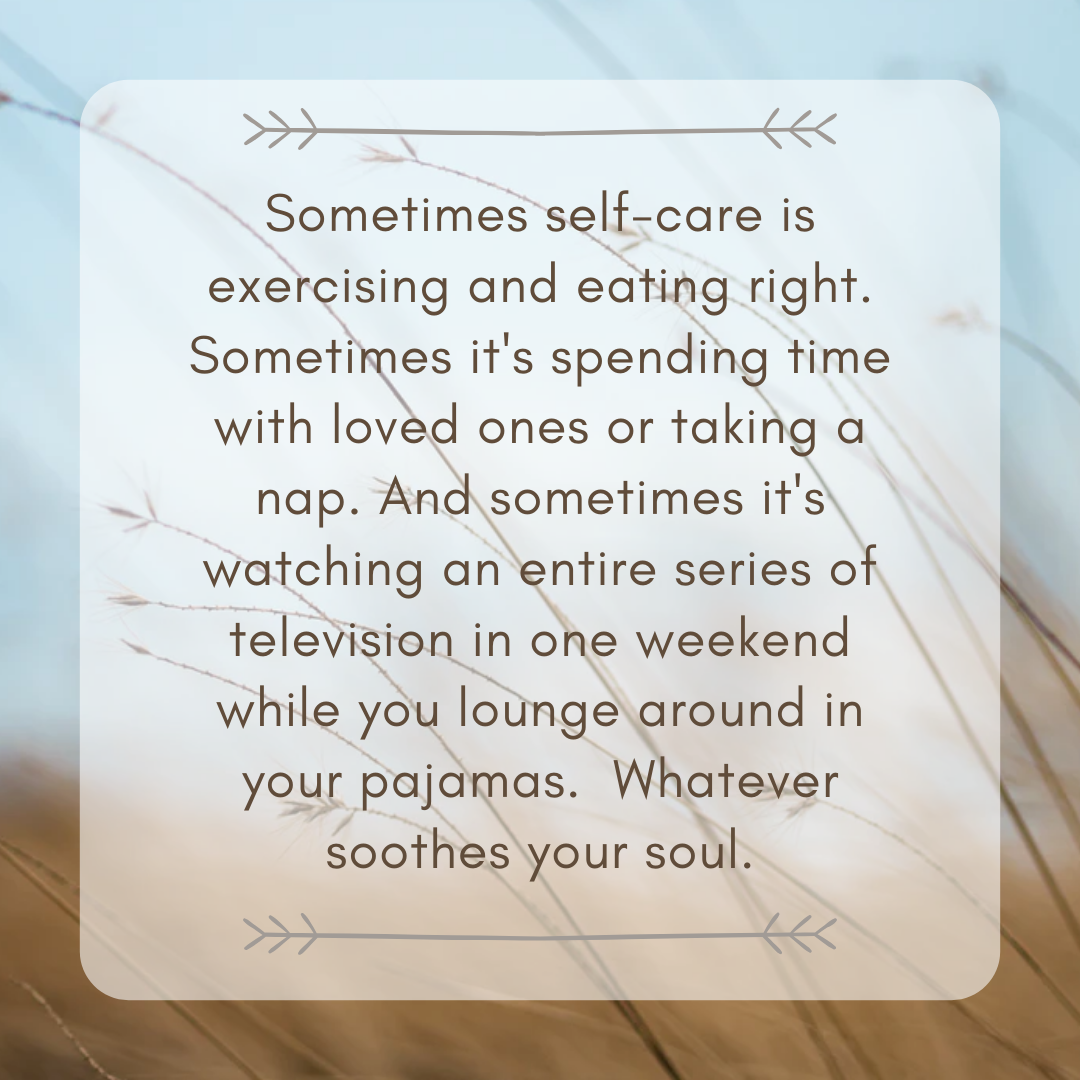 Sometimes self-care is
exercising and eating right.
Sometimes it's spending time
with loved ones or taking a
nap. And sometimes it's
watching an entire series of
television in one weekend
while you lounge around in
your pajamas.  Whatever
soothes your soul.